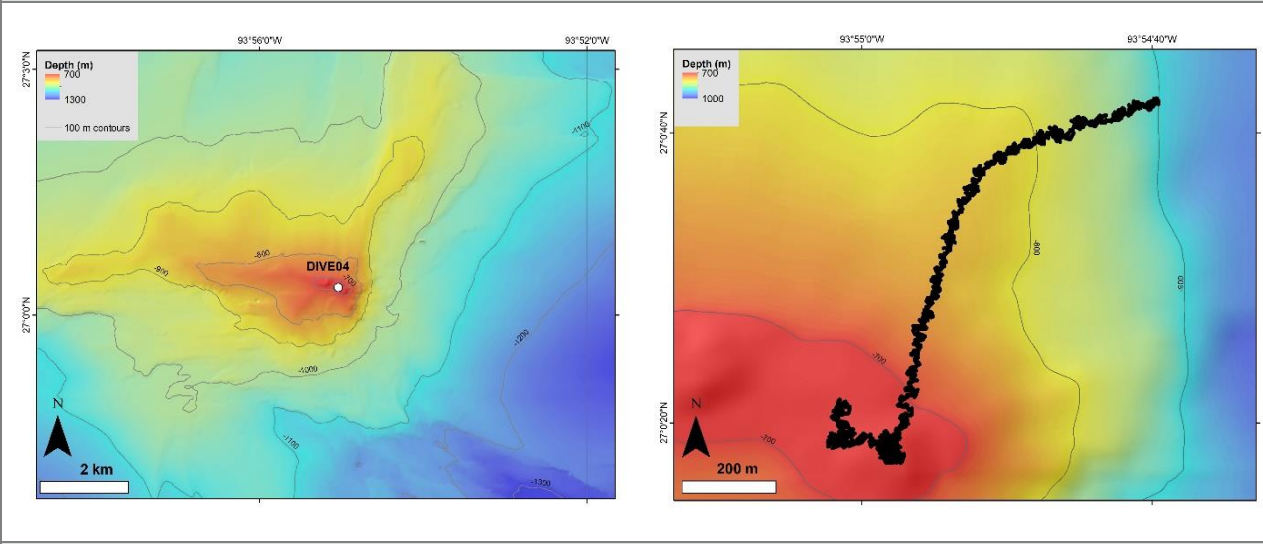 93°56'0"W
93°52'0"W
Depth (m)
700
1300
100 m contours
27°3'0"N
27°0'0"N
-1100
-800
DIVE04
-700
-900
-1000
-1200
-1100
-1300
N
2 km
93°55'0"W
93°54'40"W
Depth (m)
700
1000
27°0'40"N
27°0'20"N
-800
-700
-700
N
200 m